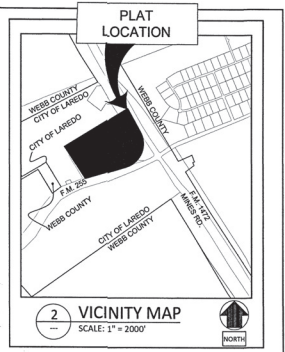 PLAT
LOCATION
WEBB COUNTY
CITY OF LAREDO
CITY OF LAREDO
WEBB COUNTY
F.M. 255
WEBB COUNTY
CITY OF LAREDO
WEBB COUNTY
F.M. 1472
MINES RD.
2
---
VICINITY MAP
SCALE: 1" = 2000'
NORTH